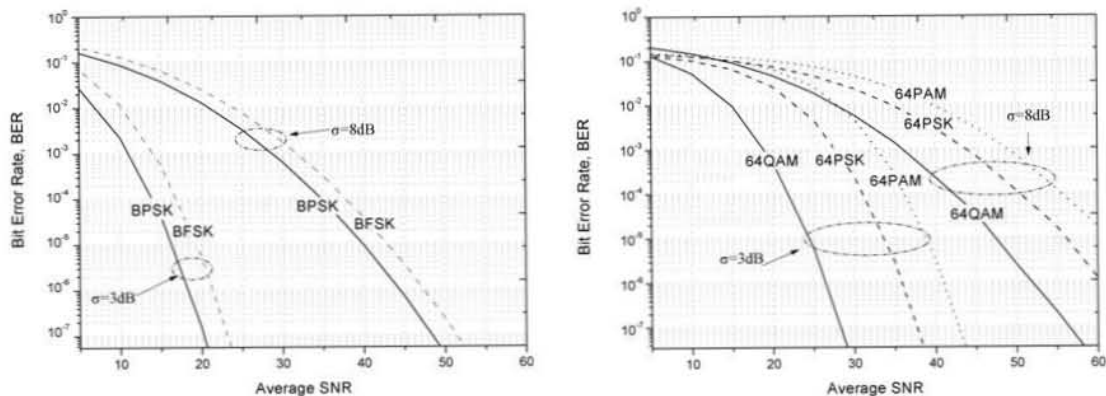 Bit Error Rate, BER
10⁰
10⁻¹
10⁻²
10⁻³
10⁻⁴
10⁻⁵
10⁻⁶
10⁻⁷
σ=8dB
BPSK
BFSK
BPSK
BFSK
σ=3dB
10 20 30 40 50 60
Average SNR
Bit Error Rate, BER
10⁰
10⁻¹
10⁻²
10⁻³
10⁻⁴
10⁻⁵
10⁻⁶
10⁻⁷
64PAM
64PSK
σ=8dB
64QAM
64PSK
64PAM
64QAM
σ=3dB
10 20 30 40 50 60
Average SNR